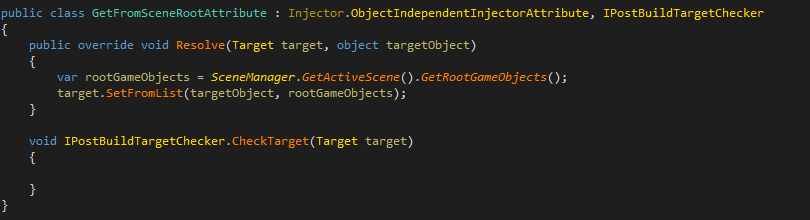 public class GetFromSceneRootAttribute : Injector.ObjectIndependentInjectorAttribute, IPostBuildTargetChecker
{
    public override void Resolve(Target target, object targetObject)
    {
        var rootGameObjects = SceneManager.GetActiveScene().GetRootGameObjects();
        target.SetFromList(targetObject, rootGameObjects);
    }

    void IPostBuildTargetChecker.CheckTarget(Target target)
    {

    }
}